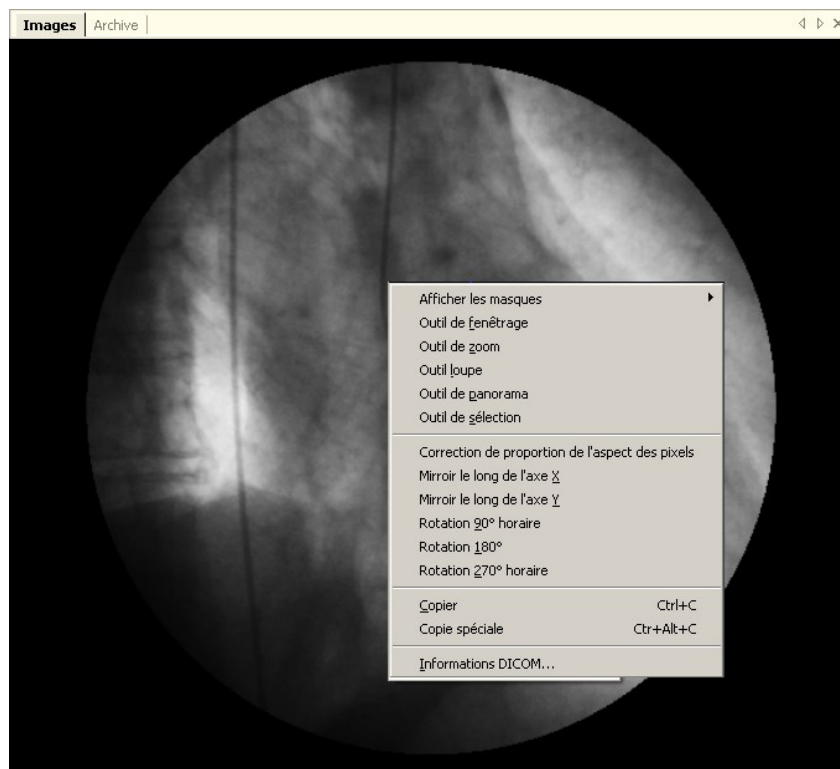 Images Archive
Afficher les masques
Outil de fenêtrage
Outil de zoom
Outil loupe
Outil de panorama
Outil de sélection
Correction de proportion de l'aspect des pixels
Mirroir le long de l'axe X
Mirroir le long de l'axe Y
Rotation 90° horaire
Rotation 180°
Rotation 270° horaire
Copier Ctrl+C
Copie spéciale Ctr+Alt+C
Informations DICOM...